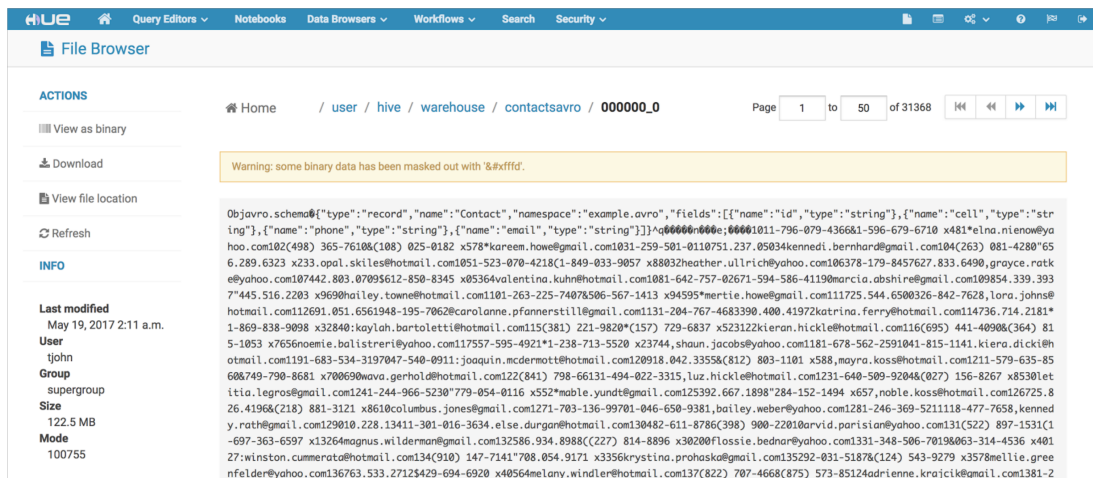 HUE Query Editors Notebooks Data Browsers Workflows Search Security
File Browser
ACTIONS
View as binary
Download
View file location
Refresh
INFO
Last modified
May 19, 2017 2:11 a.m.
User
tjohn
Group
supergroup
Size
122.5 MB
Mode
100755
Home / user / hive / warehouse / contactsavro / 000000_0 Page 1 to 50 of 31368
Warning: some binary data has been masked out with '&#xfffd'.
Objavro.schema�{"type":"record","name":"Contact","namespace":"example.avro","fields":[{"name":"id","type":"string"},{"name":"cell","type":"str
ing"},{"name":"phone","type":"string"},{"name":"email","type":"string"}]}^q�����n���e;����1011-796-079-4366&1-596-679-6710 x481*elna.nienow@ya
hoo.com102(498) 365-7610&(108) 025-0182 x578*kareem.howe@gmail.com1031-259-501-0110751.237.05034kennedi.bernhard@gmail.com104(263) 081-4280"65
6.289.6323 x233.opal.skiles@hotmail.com1051-523-070-4218(1-849-033-9057 x88032heather.ullrich@yahoo.com106378-179-8457627.833.6490,grayce.ratk
e@yahoo.com107442.803.0709$612-850-8345 x05364valentina.kuhn@hotmail.com1081-642-757-02671-594-586-41190marcia.abshire@gmail.com109854.339.393
7"445.516.2203 x9690hailey.towne@hotmail.com1101-263-225-7407&506-567-1413 x94595*mertie.howe@gmail.com111725.544.6500326-842-7628,lora.johns@
hotmail.com112691.051.6561948-195-7062@carolanne.pfannerstill@gmail.com1131-204-767-4683390.400.41972katrina.ferry@hotmail.com114736.714.2181*
1-869-838-9098 x32840:kaylah.bartoletti@hotmail.com115(381) 221-9820*(157) 729-6837 x523122kieran.hickle@hotmail.com116(695) 441-4090&(364) 81
5-1053 x7656noemie.balistreri@yahoo.com117557-595-4921*1-238-713-5520 x23744,shaun.jacobs@yahoo.com1181-678-562-2591041-815-1141.kiera.dicki@h
otmail.com1191-683-534-3197047-540-0911:joaquin.mcdermott@hotmail.com120918.042.3355&(812) 803-1101 x588,mayra.koss@hotmail.com1211-579-635-85
60&749-790-8681 x700690wava.gerhold@hotmail.com122(841) 798-66131-494-022-3315,luz.hickle@hotmail.com1231-640-509-9204&(027) 156-8267 x8530let
itia.legros@gmail.com1241-244-966-5230"779-054-0116 x552*mable.yundt@gmail.com125392.667.1898"284-152-1494 x657,noble.koss@hotmail.com126725.8
26.4196&(218) 881-3121 x8610columbus.jones@gmail.com1271-703-136-99701-046-650-9381,bailey.weber@yahoo.com1281-246-369-5211118-477-7658,kenned
y.rath@gmail.com129010.228.13411-301-016-3634.else.durgan@hotmail.com130482-611-8786(398) 900-22010arvid.parisian@yahoo.com131(522) 897-1531(1
-697-363-6597 x13264magnus.wilderman@gmail.com132586.934.8988((227) 814-8896 x30200flossie.bednar@yahoo.com1331-348-506-7019&063-314-4536 x401
27:winston.cummerata@hotmail.com134(910) 147-7141"708.054.9171 x3356krystina.prohaska@gmail.com135292-031-5187&(124) 543-9279 x3578mellie.gree
nfelder@yahoo.com136763.533.2712$429-694-6920 x40564melany.windler@hotmail.com137(822) 707-4668(875) 573-85124adrienne.krajcik@gmail.com1381-2